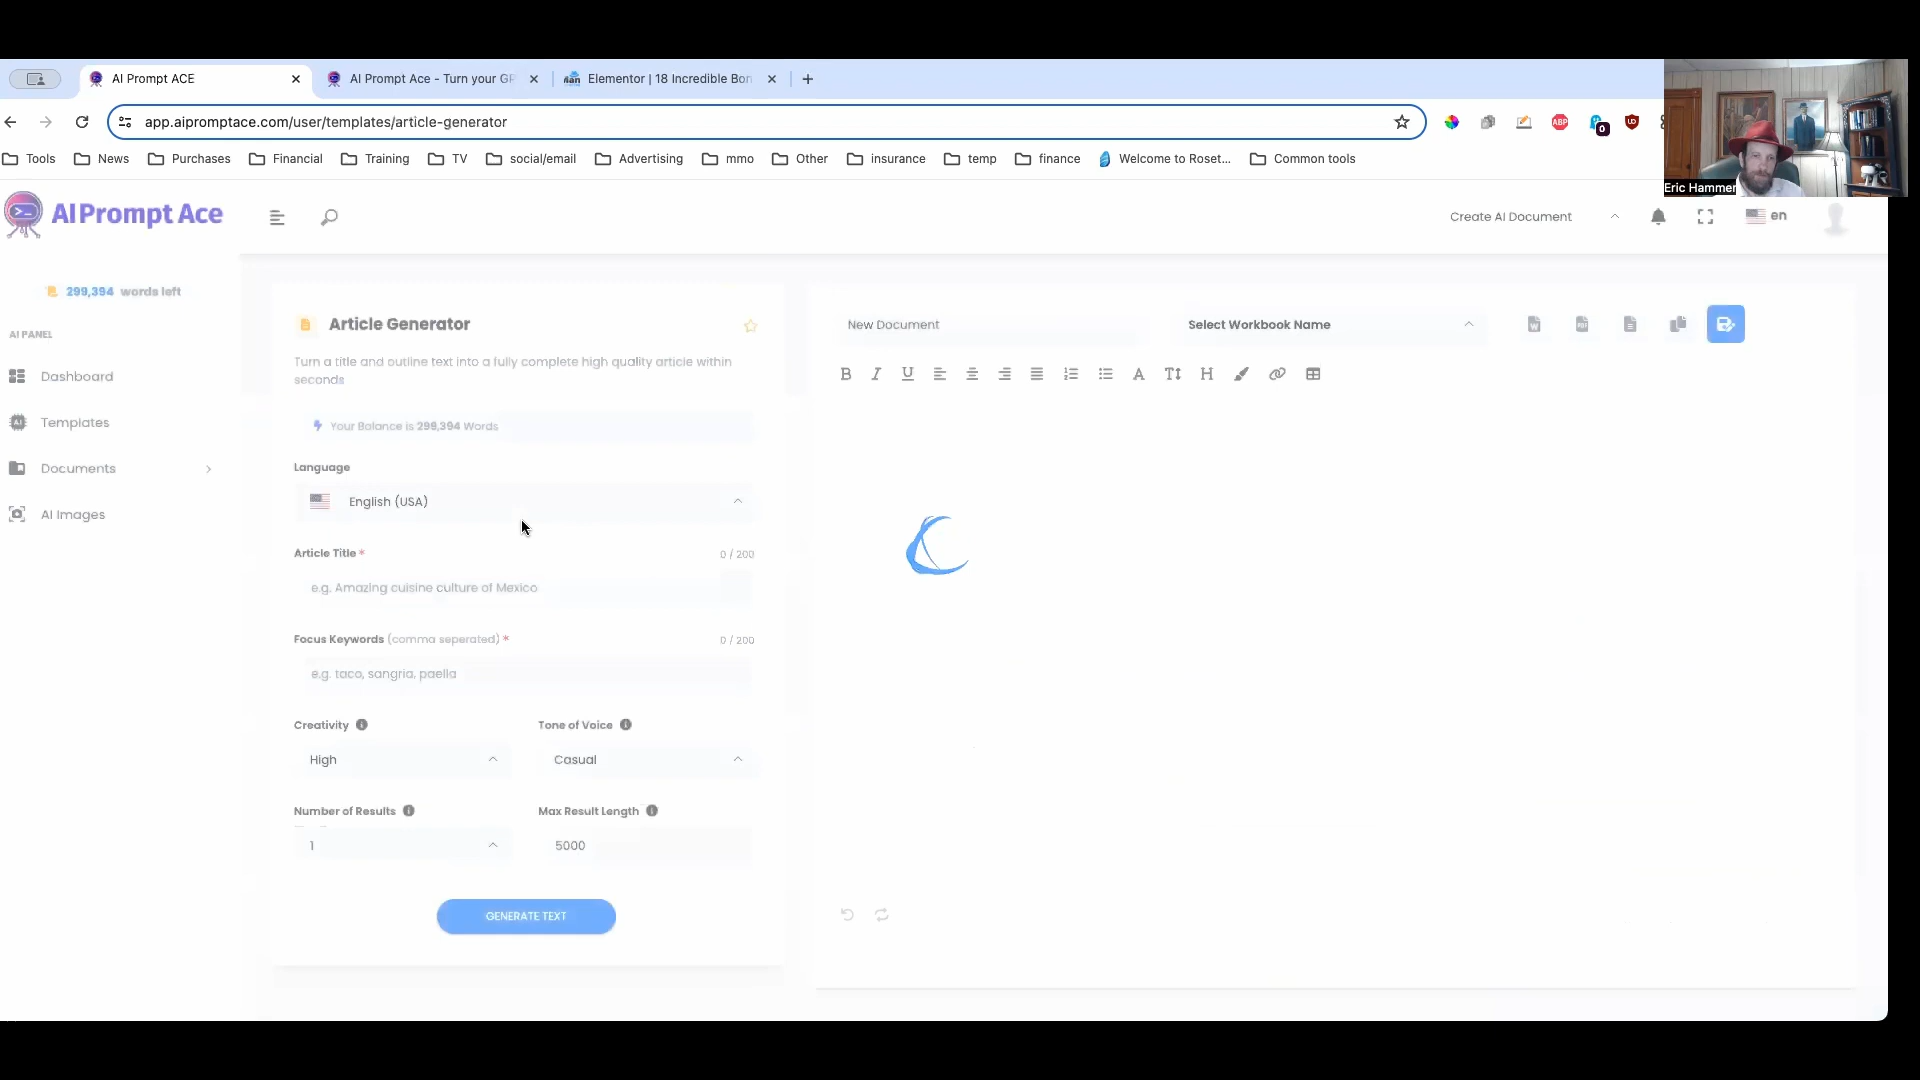 AI Prompt ACE
AI Prompt Ace - Turn your GP
Elementor | 18 Incredible Bon
app.aipromptace.com/user/templates/article-generator
ABP
0
Tools
News
Purchases
Financial
Training
TV
social/email
Advertising
mmo
Other
insurance
temp
finance
Welcome to Roset...
Common tools
Eric Hammer
AI Prompt Ace
Create AI Document
en
299,394 words left
AI PANEL
Dashboard
Templates
Documents
AI Images
Article Generator
Turn a title and outline text into a fully complete high quality article within
seconds
Your Balance is 299,394 Words
Language
English (USA)
Article Title *
0 / 200
e.g. Amazing cuisine culture of Mexico
Focus Keywords (comma seperated) *
0 / 200
e.g. taco, sangria, paella
Creativity
Tone of Voice
High
Casual
Number of Results
Max Result Length
1
5000
GENERATE TEXT
New Document
Select Workbook Name